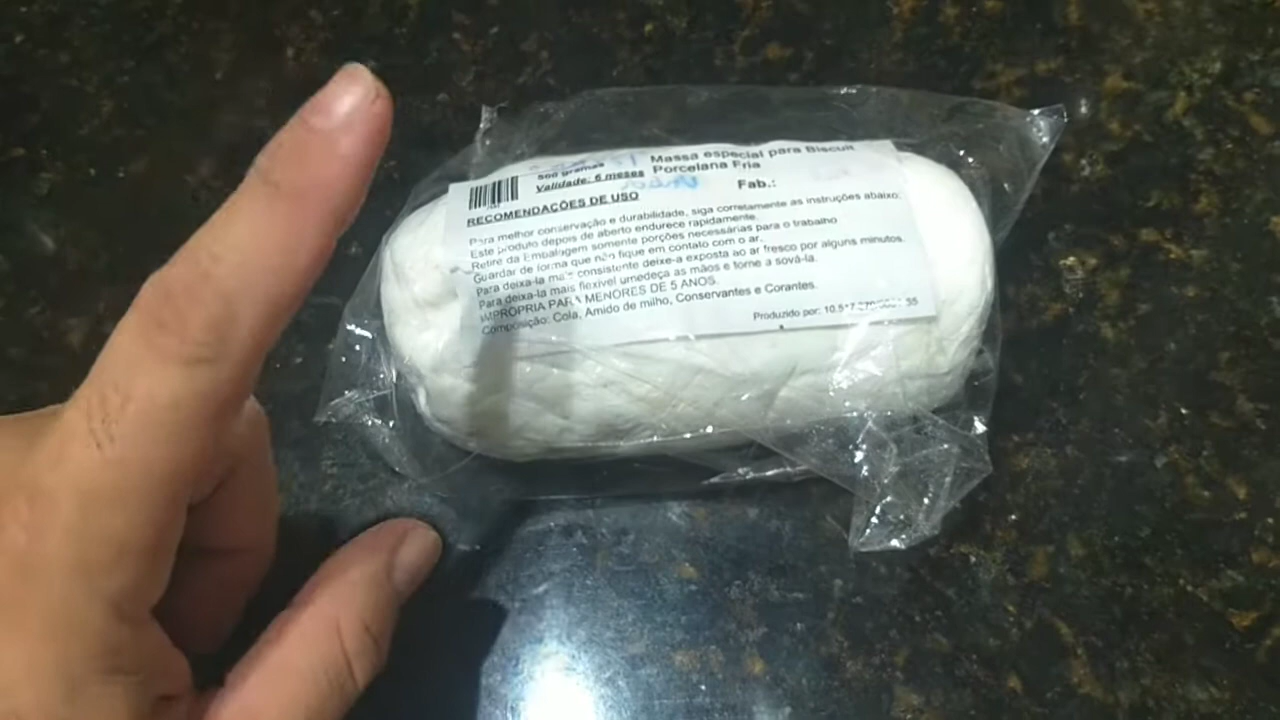 500 gramas
Validade: 6 meses
Massa especial para Biscuit
Porcelana Fria
Fab.:
RECOMENDAÇÕES DE USO
Para melhor conservação e durabilidade, siga corretamente as instruções abaixo:
Este produto depois de aberto endurece rapidamente.
Retire da Embalagem somente porções necessárias para o trabalho
Guardar de forma que não fique em contato com o ar.
Para deixa-la mais consistente deixe-a exposta ao ar fresco por alguns minutos.
Para deixa-la mais flexivel umedeça as mãos e torne a sová-la.
IMPRÓPRIA PARA MENORES DE 5 ANOS.
Composição: Cola, Amido de milho, Conservantes e Corantes.
Produzido por: